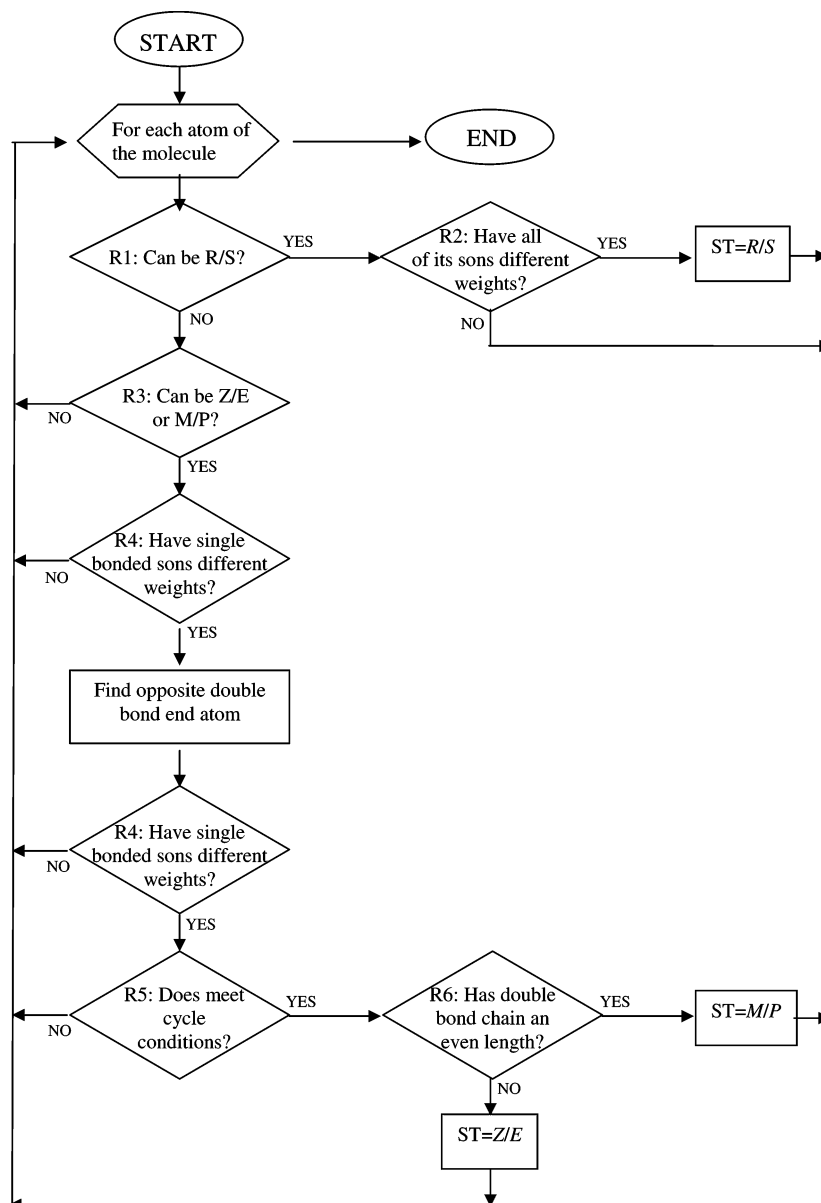 START
For each atom of
the molecule
END
R1: Can be R/S?
YES
R2: Have all
of its sons different
weights?
YES
ST=R/S
NO
NO
R3: Can be Z/E
or M/P?
NO
YES
R4: Have single
bonded sons different
weights?
NO
YES
Find opposite double
bond end atom
R4: Have single
bonded sons different
weights?
NO
YES
R5: Does meet
cycle
conditions?
YES
NO
R6: Has double
bond chain an
even length?
YES
ST=M/P
NO
ST=Z/E